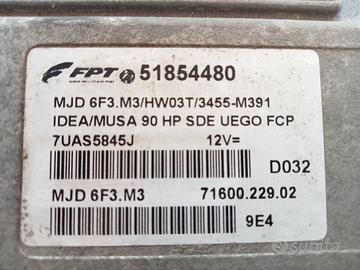 FPT 51854480
MJD 6F3.M3/HW03T/3455-M391
IDEA/MUSA 90 HP SDE UEGO FCP
7UAS5845J 12V=
D032
MJD 6F3.M3 71600.229.02
9E4
subito